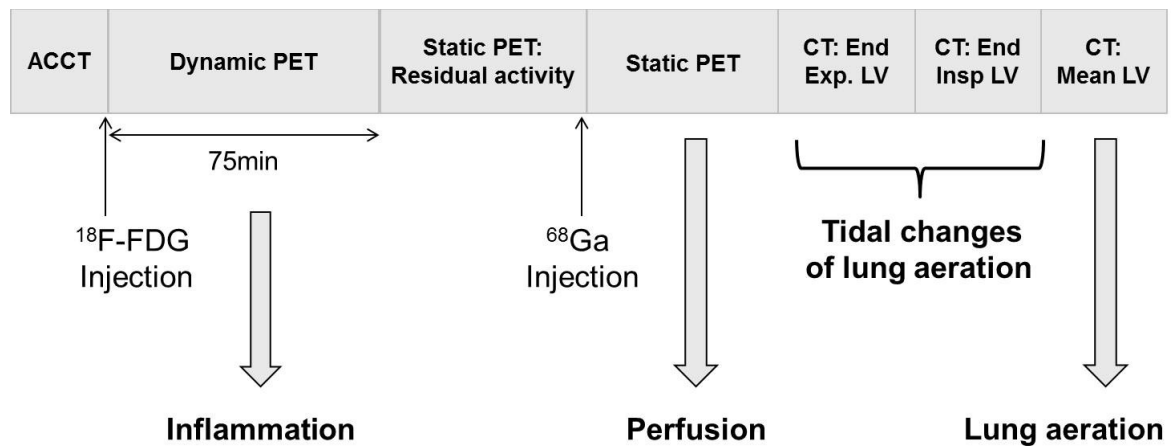 ACCT
Dynamic PET
Static PET:
Residual activity
Static PET
CT: End
Exp. LV
CT: End
Insp LV
CT:
Mean LV
75min
¹⁸F-FDG
Injection
⁶⁸Ga
Injection
Tidal changes
of lung aeration
Inflammation
Perfusion
Lung aeration